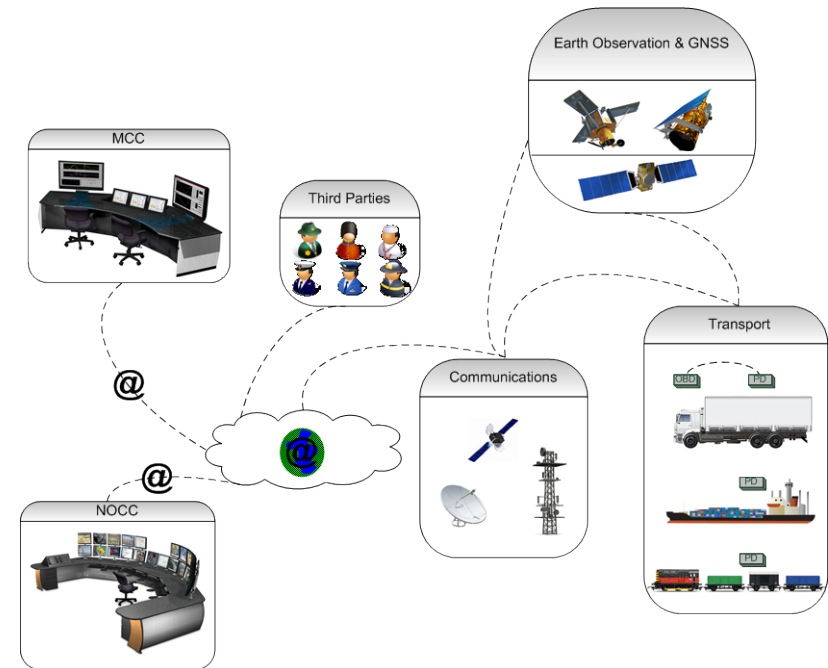 Earth Observation & GNSS
MCC
Third Parties
Transport
OBD
PD
Communications
@
@
@
PD
NOCC
PD